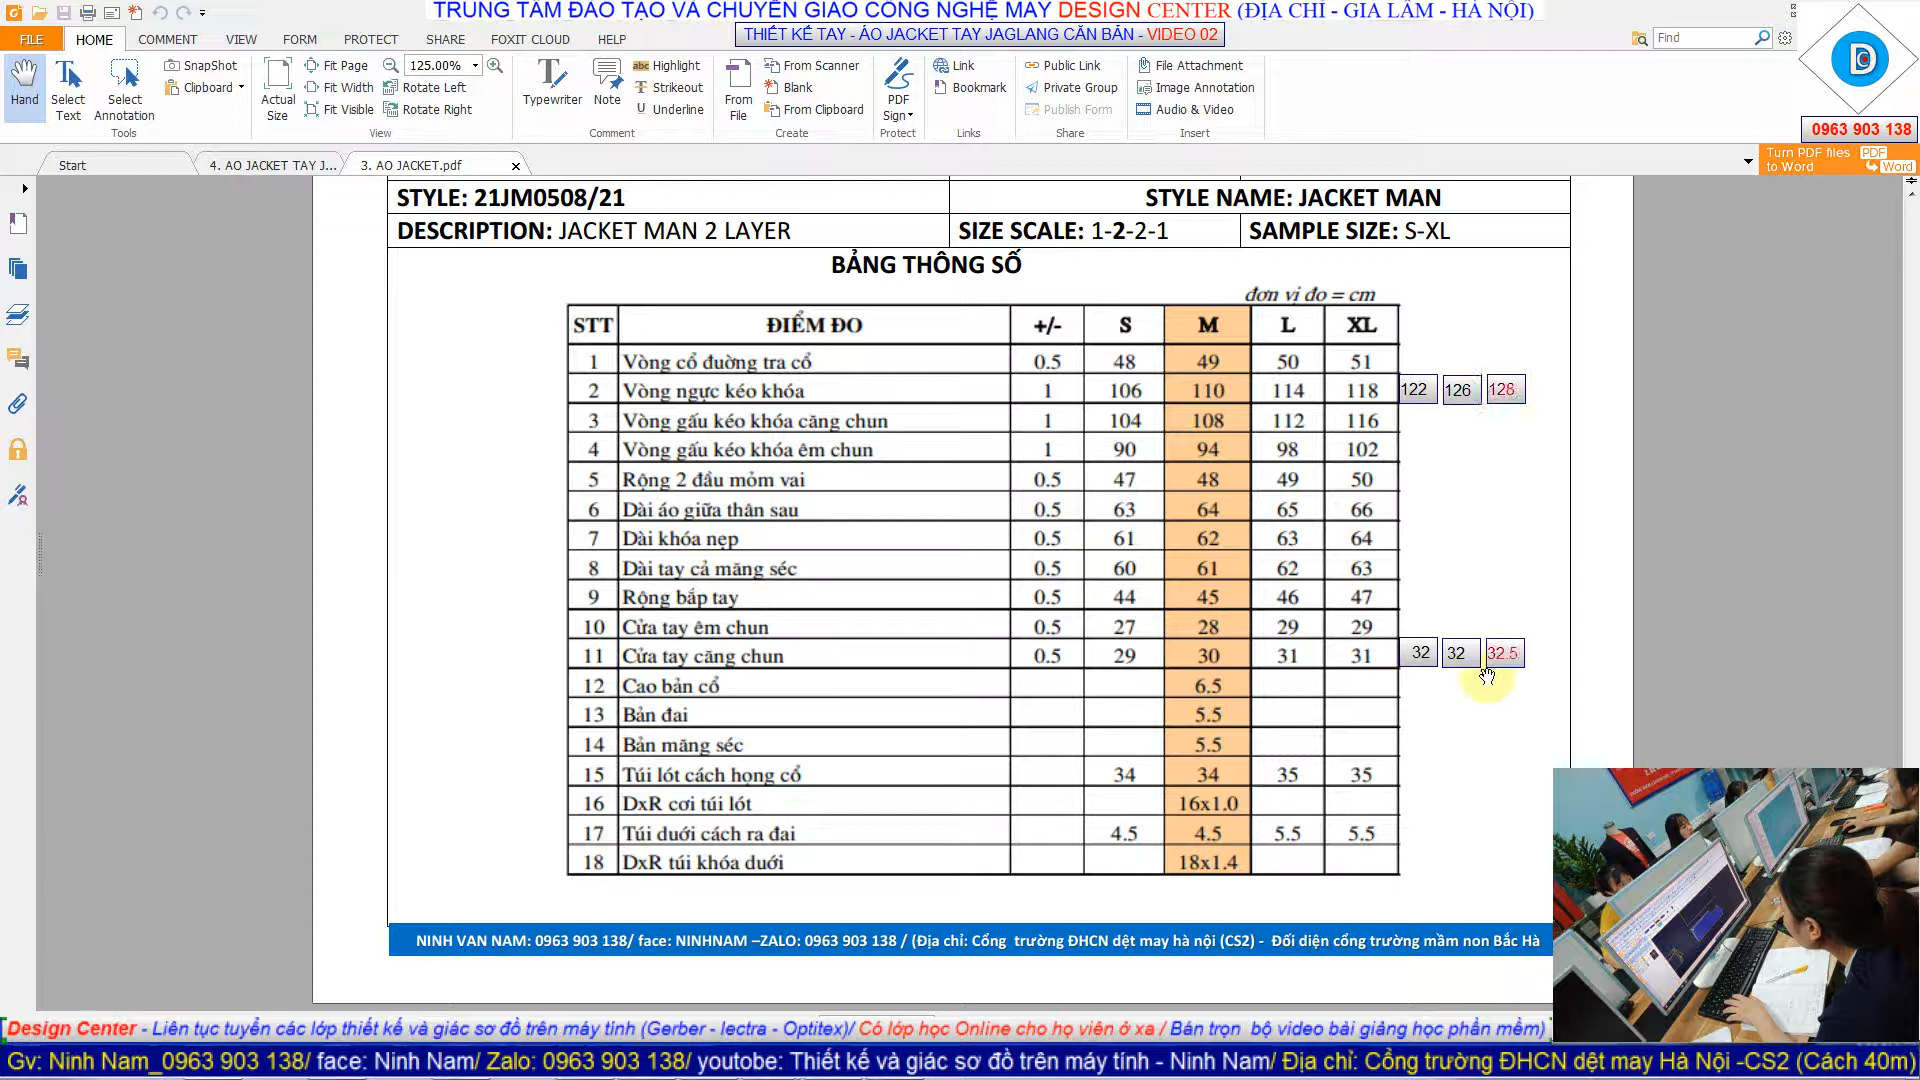 TRUNG TÂM ĐÀO TẠO VÀ CHUYỂN GIAO CÔNG NGHỆ MAY DESIGN CENTER (ĐỊA CHỈ - GIA LÂM - HÀ NỘI)
THIẾT KẾ TAY - ÁO JACKET TAY JAGLANG CĂN BẢN - VIDEO 02
FILE HOME COMMENT VIEW FORM PROTECT SHARE FOXIT CLOUD HELP
Find
Hand
Select Text
Select Annotation
SnapShot
Clipboard
Tools
Actual Size
Fit Page
Fit Width
Fit Visible
125.00%
Rotate Left
Rotate Right
View
Typewriter
Note
Highlight
Strikeout
Underline
Comment
From File
From Scanner
Blank
From Clipboard
Create
PDF Sign
Protect
Link
Bookmark
Links
Public Link
Private Group
Publish Form
Share
File Attachment
Image Annotation
Audio & Video
Insert
D
0963 903 138
Start
4. AO JACKET TAY J...
3. AO JACKET.pdf
Turn PDF files to Word
PDF
Word
STYLE: 21JM0508/21 STYLE NAME: JACKET MAN
DESCRIPTION: JACKET MAN 2 LAYER SIZE SCALE: 1-2-2-1 SAMPLE SIZE: S-XL
BẢNG THÔNG SỐ
đơn vị đo = cm
STT ĐIỂM ĐO +/- S M L XL
1 Vòng cổ đường tra cổ 0.5 48 49 50 51
2 Vòng ngực kéo khóa 1 106 110 114 118 122 126 128
3 Vòng gấu kéo khóa căng chun 1 104 108 112 116
4 Vòng gấu kéo khóa êm chun 1 90 94 98 102
5 Rộng 2 đầu mỏm vai 0.5 47 48 49 50
6 Dài áo giữa thân sau 0.5 63 64 65 66
7 Dài khóa nẹp 0.5 61 62 63 64
8 Dài tay cả măng séc 0.5 60 61 62 63
9 Rộng bắp tay 0.5 44 45 46 47
10 Cửa tay êm chun 0.5 27 28 29 29
11 Cửa tay căng chun 0.5 29 30 31 31 32 32 32.5
12 Cao bản cổ 6.5
13 Bản đai 5.5
14 Bản măng séc 5.5
15 Túi lót cách họng cổ 34 34 35 35
16 DxR cơi túi lót 16x1.0
17 Túi dưới cách ra đai 4.5 4.5 5.5 5.5
18 DxR túi khóa dưới 18x1.4
NINH VAN NAM: 0963 903 138/ face: NINHNAM –ZALO: 0963 903 138 / (Địa chỉ: Cổng trường ĐHCN dệt may hà nội (CS2) - Đối diện cổng trường mầm non Bắc Hà
Design Center - Liên tục tuyển các lớp thiết kế và giác sơ đồ trên máy tính (Gerber - lectra - Optitex)/ Có lớp học Online cho họ viên ở xa / Bán trọn bộ video bài giảng học phần mềm)
Gv: Ninh Nam_0963 903 138/ face: Ninh Nam/ Zalo: 0963 903 138/ youtobe: Thiết kế và giác sơ đồ trên máy tính - Ninh Nam/ Địa chỉ: Cổng trường ĐHCN dệt may Hà Nội -CS2 (Cách 40m)